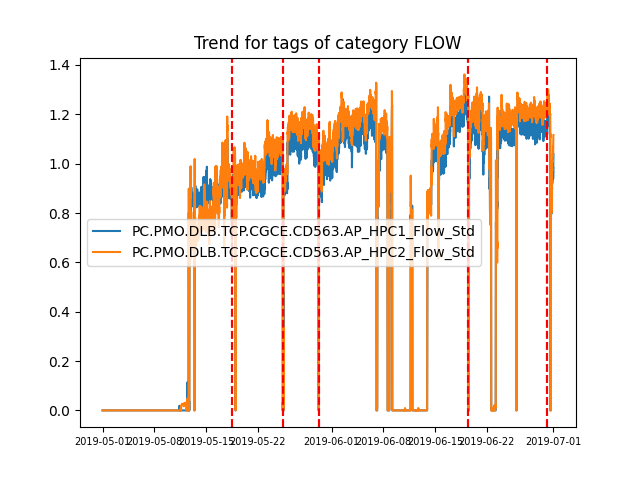 Trend for tags of category FLOW
1.4
1.2
1.0
0.8
0.6
0.4
0.2
0.0
PC.PMO.DLB.TCP.CGCE.CD563.AP_HPC1_Flow_Std
PC.PMO.DLB.TCP.CGCE.CD563.AP_HPC2_Flow_Std
2019-05-01 2019-05-08 2019-05-15 2019-05-22 2019-06-01 2019-06-08 2019-06-15 2019-06-22 2019-07-01